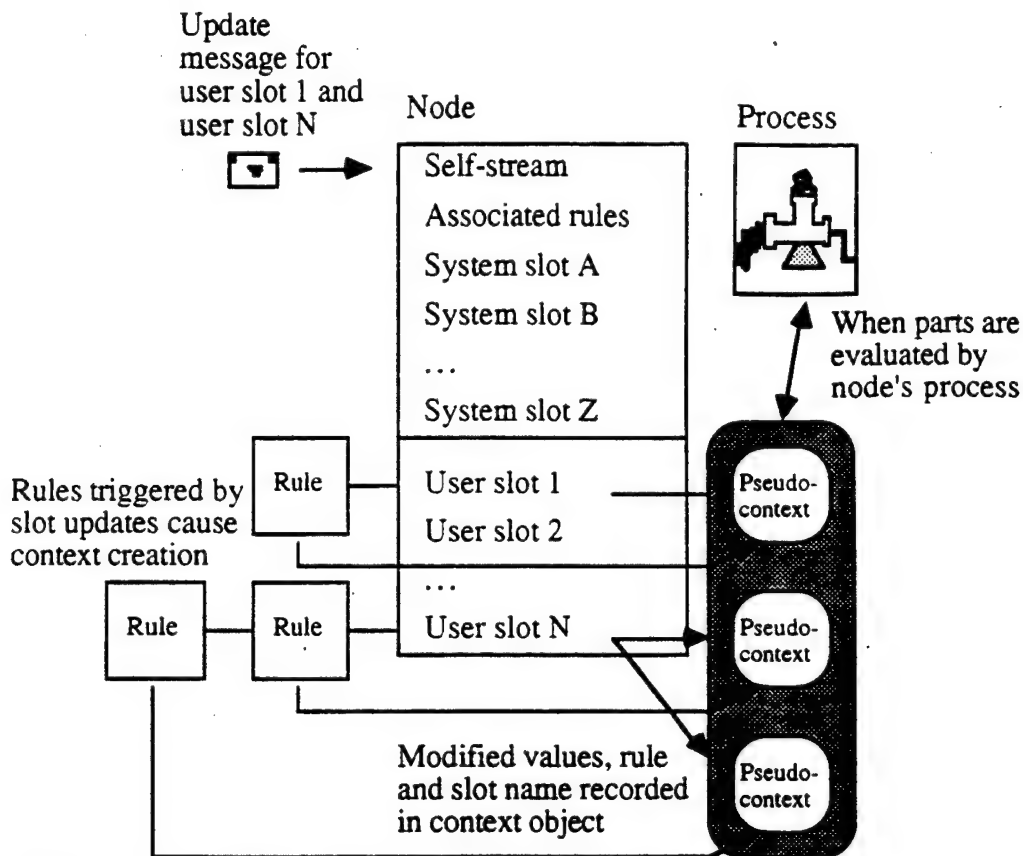 Update
message for
user slot 1 and
user slot N
Node
Process
Self-stream
Associated rules
System slot A
System slot B
...
System slot Z
When parts are
evaluated by
node's process
Rules triggered by
slot updates cause
context creation
Rule
User slot 1
User slot 2
...
User slot N
Rule
Rule
Pseudo-
context
Pseudo-
context
Pseudo-
context
Modified values, rule
and slot name recorded
in context object